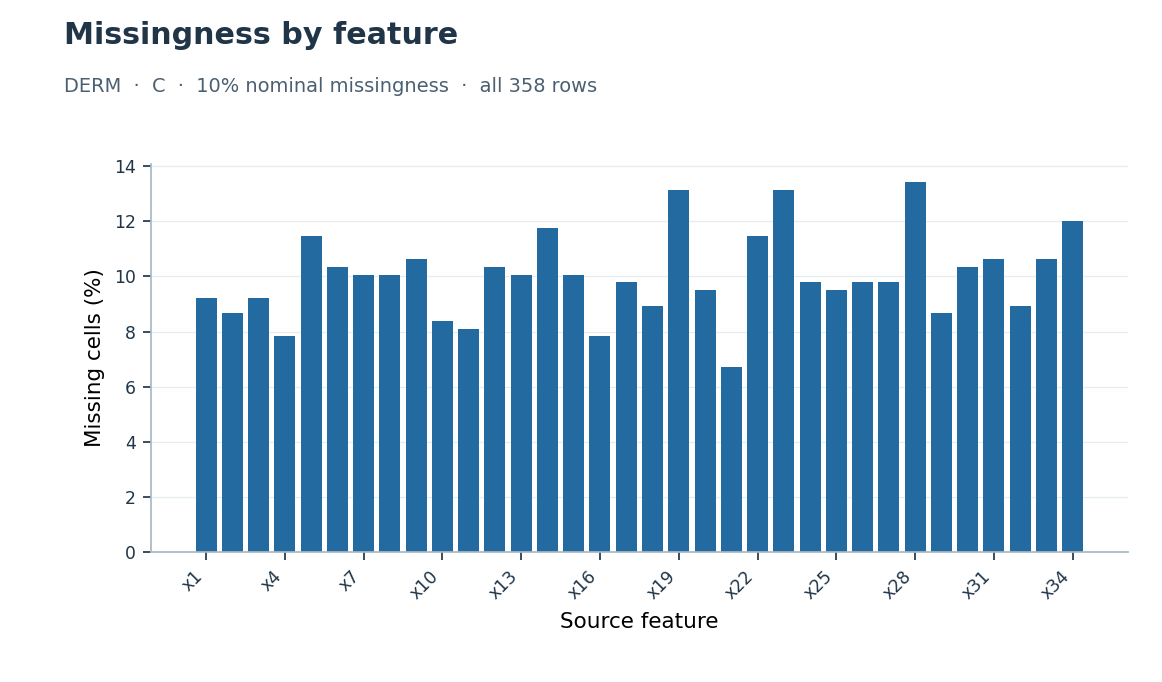 Missingness by feature
DERM · C · 10% nominal missingness · all 358 rows
14
12
10
8
6
4
2
0
Missing cells (%)
x1 x4 x7 x10 x13 x16 x19 x22 x25 x28 x31 x34
Source feature